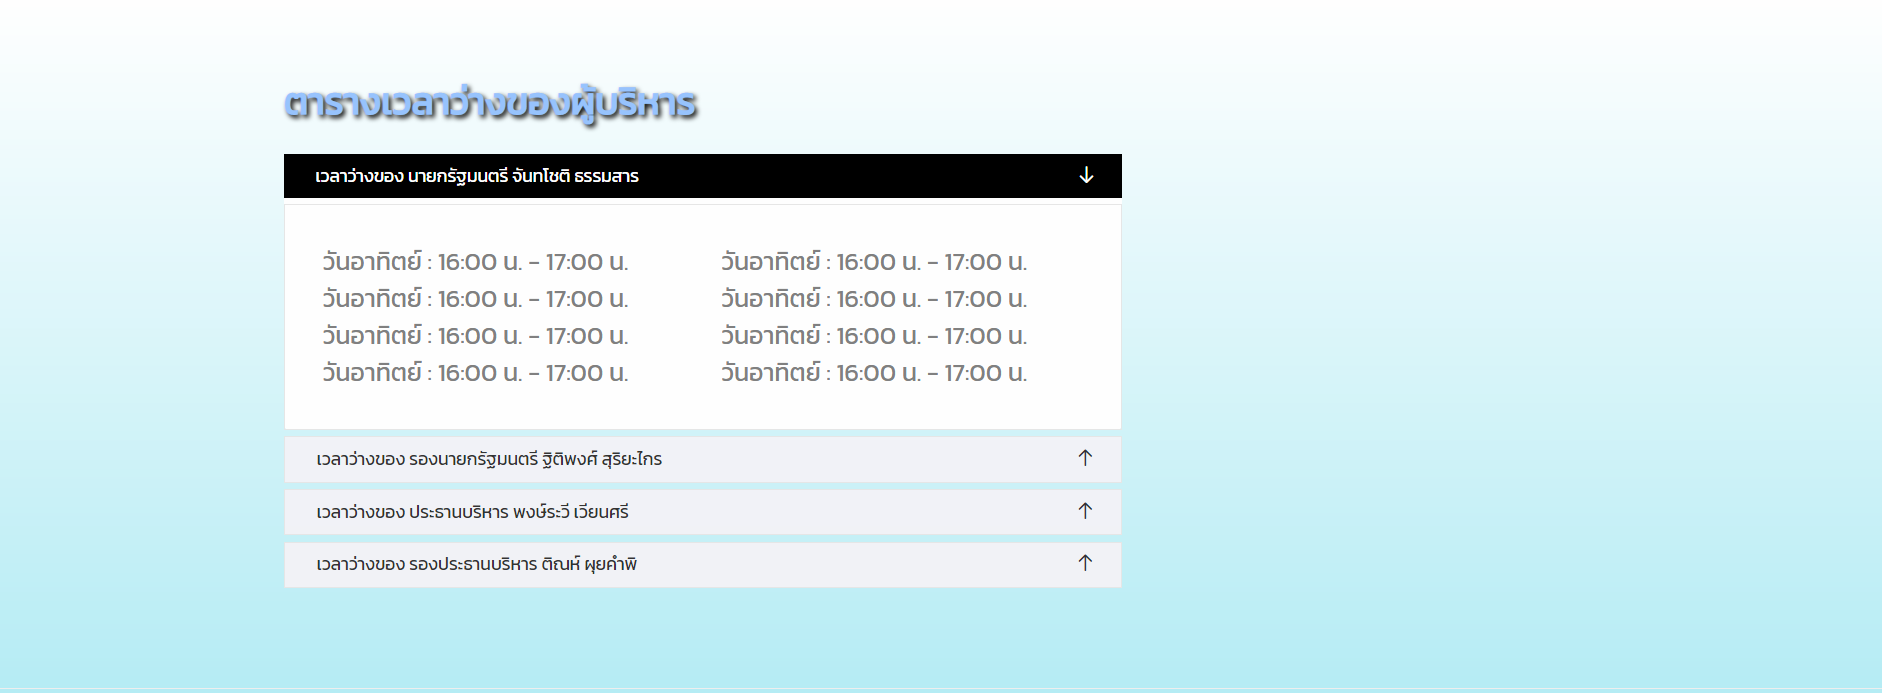 ตารางเวลาว่างของผู้บริหาร
เวลาว่างของ นายกรัฐมนตรี จันทโชติ ธรรมสาร
วันอาทิตย์ : 16:00 น. - 17:00 น. วันอาทิตย์ : 16:00 น. - 17:00 น.
วันอาทิตย์ : 16:00 น. - 17:00 น. วันอาทิตย์ : 16:00 น. - 17:00 น.
วันอาทิตย์ : 16:00 น. - 17:00 น. วันอาทิตย์ : 16:00 น. - 17:00 น.
วันอาทิตย์ : 16:00 น. - 17:00 น. วันอาทิตย์ : 16:00 น. - 17:00 น.
เวลาว่างของ รองนายกรัฐมนตรี ฐิติพงศ์ สุริยะไกร
เวลาว่างของ ประธานบริหาร พงษ์ระวี เวียนศรี
เวลาว่างของ รองประธานบริหาร ติณห์ ผุยคำพิ